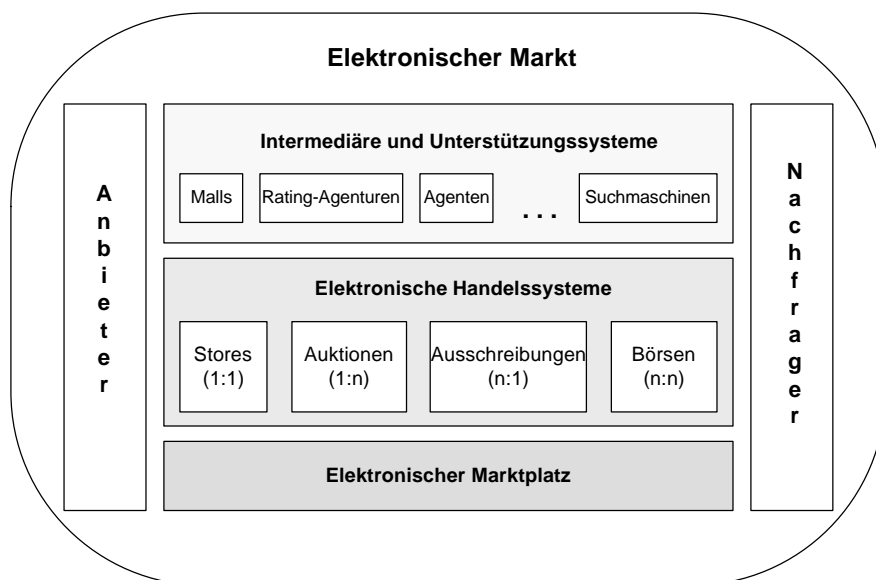 Elektronischer Markt
Anbieter
Intermediäre und Unterstützungssysteme
Malls
Rating-Agenturen
Agenten
. . .
Suchmaschinen
Elektronische Handelssysteme
Stores
(1:1)
Auktionen
(1:n)
Ausschreibungen
(n:1)
Börsen
(n:n)
Elektronischer Marktplatz
Nachfrager